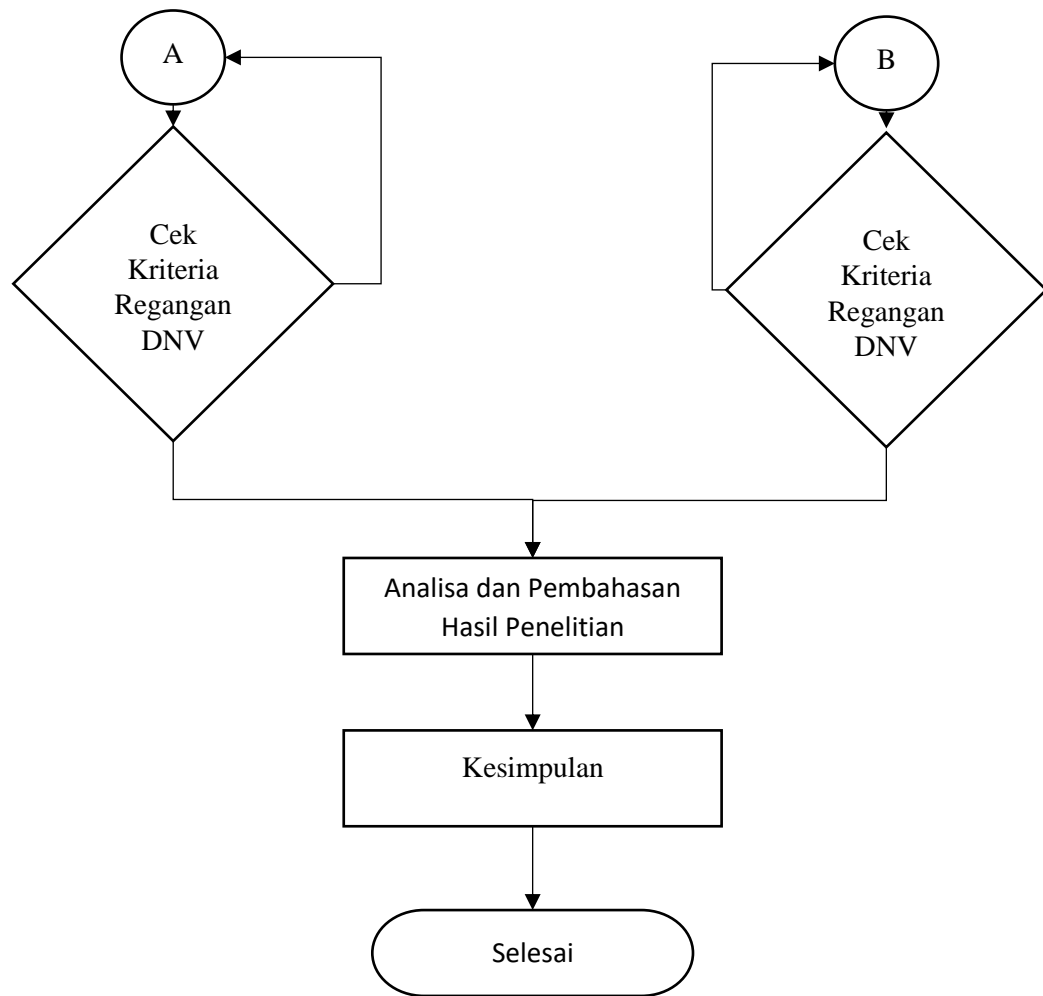 A
B
Cek
Kriteria
Regangan
DNV
Cek
Kriteria
Regangan
DNV
Analisa dan Pembahasan
Hasil Penelitian
Kesimpulan
Selesai